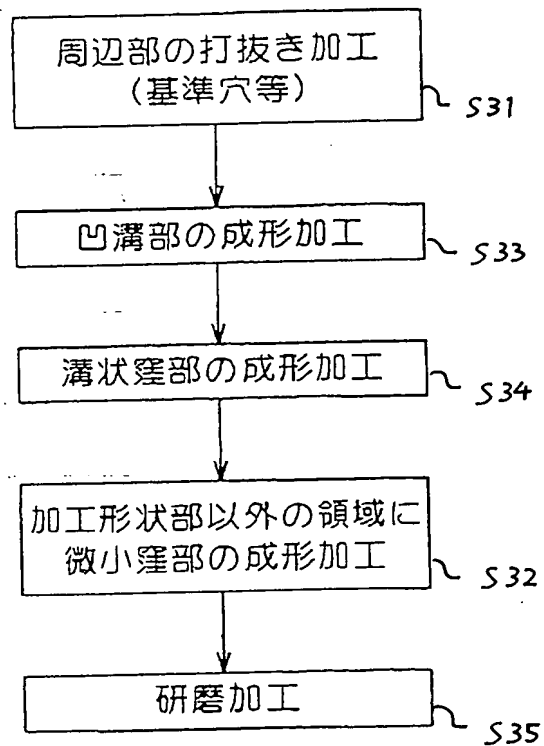 周辺部の打抜き加工
(基準穴等)
S31
凹溝部の成形加工
S33
溝状窪部の成形加工
S34
加工形状部以外の領域に
微小窪部の成形加工
S32
研磨加工
S35